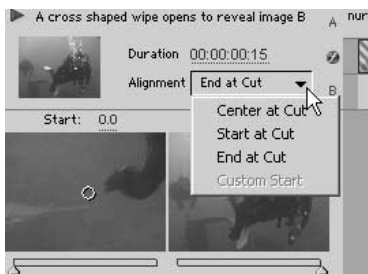 A cross shaped wipe opens to reveal image B
A
nur
Duration 00:00:00:15
Alignment End at Cut
B
Center at Cut
Start at Cut
End at Cut
Custom Start
Start: 0.0